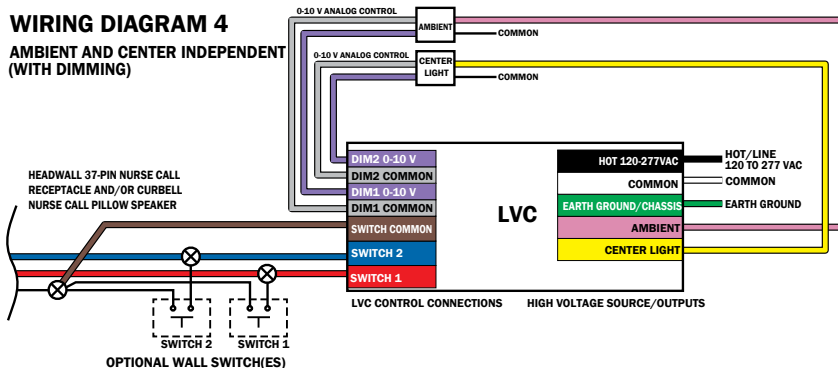 WIRING DIAGRAM 4
AMBIENT AND CENTER INDEPENDENT
(WITH DIMMING)
0-10 V ANALOG CONTROL
AMBIENT
COMMON
0-10 V ANALOG CONTROL
CENTER
LIGHT
COMMON
HEADWALL 37-PIN NURSE CALL
RECEPTACLE AND/OR CURBELL
NURSE CALL PILLOW SPEAKER
DIM2 0-10 V
DIM2 COMMON
DIM1 0-10 V
DIM1 COMMON
SWITCH COMMON
SWITCH 2
SWITCH 1
LVC
HOT 120-277VAC
COMMON
EARTH GROUND/CHASSIS
AMBIENT
CENTER LIGHT
HOT/LINE
120 TO 277 VAC
COMMON
EARTH GROUND
LVC CONTROL CONNECTIONS
HIGH VOLTAGE SOURCE/OUTPUTS
SWITCH 2
SWITCH 1
OPTIONAL WALL SWITCH(ES)